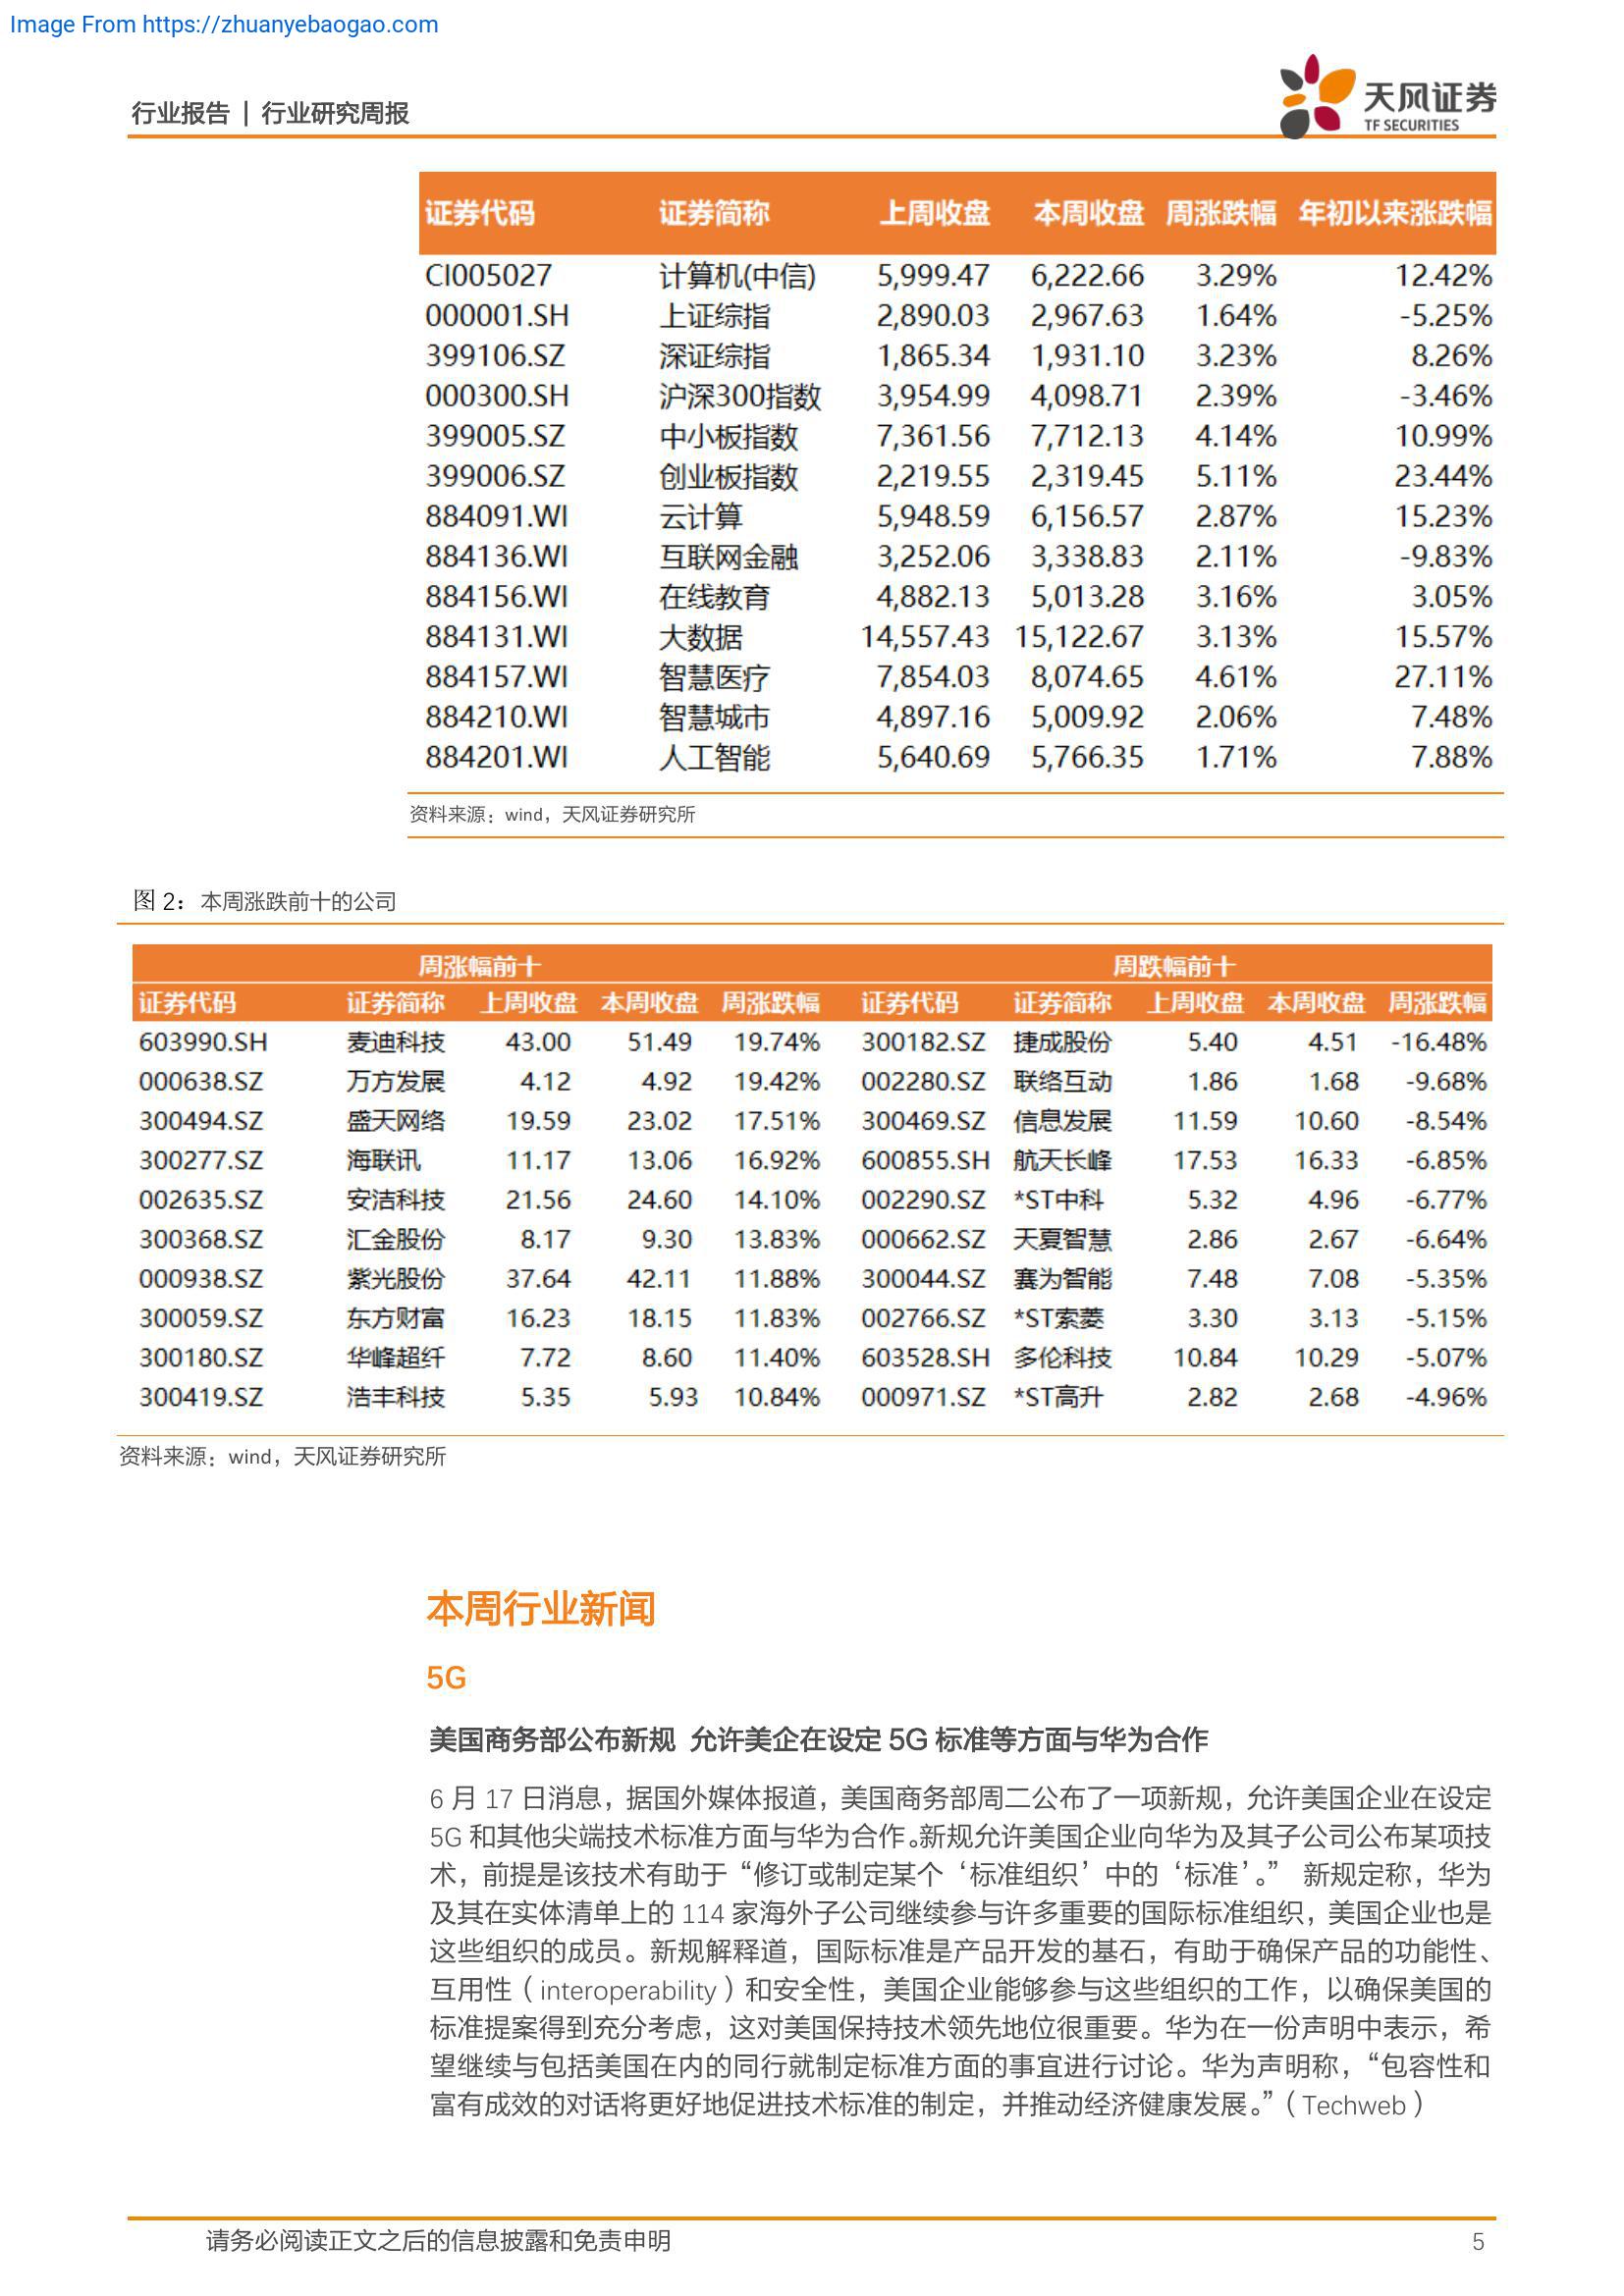 Image From https://zhuanyebaogao.com
行业报告 | 行业研究周报
天风证券
TF SECURITIES
证券代码 证券简称 上周收盘 本周收盘 周涨跌幅 年初以来涨跌幅
CI005027 计算机(中信) 5,999.47 6,222.66 3.29% 12.42%
000001.SH 上证综指 2,890.03 2,967.63 1.64% -5.25%
399106.SZ 深证综指 1,865.34 1,931.10 3.23% 8.26%
000300.SH 沪深300指数 3,954.99 4,098.71 2.39% -3.46%
399005.SZ 中小板指数 7,361.56 7,712.13 4.14% 10.99%
399006.SZ 创业板指数 2,219.55 2,319.45 5.11% 23.44%
884091.WI 云计算 5,948.59 6,156.57 2.87% 15.23%
884136.WI 互联网金融 3,252.06 3,338.83 2.11% -9.83%
884156.WI 在线教育 4,882.13 5,013.28 3.16% 3.05%
884131.WI 大数据 14,557.43 15,122.67 3.13% 15.57%
884157.WI 智慧医疗 7,854.03 8,074.65 4.61% 27.11%
884210.WI 智慧城市 4,897.16 5,009.92 2.06% 7.48%
884201.WI 人工智能 5,640.69 5,766.35 1.71% 7.88%
资料来源：wind，天风证券研究所
图 2：本周涨跌前十的公司
周涨幅前十 周跌幅前十
证券代码 证券简称 上周收盘 本周收盘 周涨跌幅 证券代码 证券简称 上周收盘 本周收盘 周涨跌幅
603990.SH 麦迪科技 43.00 51.49 19.74% 300182.SZ 捷成股份 5.40 4.51 -16.48%
000638.SZ 万方发展 4.12 4.92 19.42% 002280.SZ 联络互动 1.86 1.68 -9.68%
300494.SZ 盛天网络 19.59 23.02 17.51% 300469.SZ 信息发展 11.59 10.60 -8.54%
300277.SZ 海联讯 11.17 13.06 16.92% 600855.SH 航天长峰 17.53 16.33 -6.85%
002635.SZ 安洁科技 21.56 24.60 14.10% 002290.SZ *ST中科 5.32 4.96 -6.77%
300368.SZ 汇金股份 8.17 9.30 13.83% 000662.SZ 天夏智慧 2.86 2.67 -6.64%
000938.SZ 紫光股份 37.64 42.11 11.88% 300044.SZ 赛为智能 7.48 7.08 -5.35%
300059.SZ 东方财富 16.23 18.15 11.83% 002766.SZ *ST索菱 3.30 3.13 -5.15%
300180.SZ 华峰超纤 7.72 8.60 11.40% 603528.SH 多伦科技 10.84 10.29 -5.07%
300419.SZ 浩丰科技 5.35 5.93 10.84% 000971.SZ *ST高升 2.82 2.68 -4.96%
资料来源：wind，天风证券研究所
本周行业新闻
5G
美国商务部公布新规 允许美企在设定 5G 标准等方面与华为合作
6 月 17 日消息，据国外媒体报道，美国商务部周二公布了一项新规，允许美国企业在设定
5G 和其他尖端技术标准方面与华为合作。新规允许美国企业向华为及其子公司公布某项技
术，前提是该技术有助于“修订或制定某个‘标准组织’中的‘标准’。” 新规定称，华为
及其在实体清单上的 114 家海外子公司继续参与许多重要的国际标准组织，美国企业也是
这些组织的成员。新规解释道，国际标准是产品开发的基石，有助于确保产品的功能性、
互用性（interoperability）和安全性，美国企业能够参与这些组织的工作，以确保美国的
标准提案得到充分考虑，这对美国保持技术领先地位很重要。华为在一份声明中表示，希
望继续与包括美国在内的同行就制定标准方面的事宜进行讨论。华为声明称，“包容性和
富有成效的对话将更好地促进技术标准的制定，并推动经济健康发展。”（Techweb）
请务必阅读正文之后的信息披露和免责申明 5